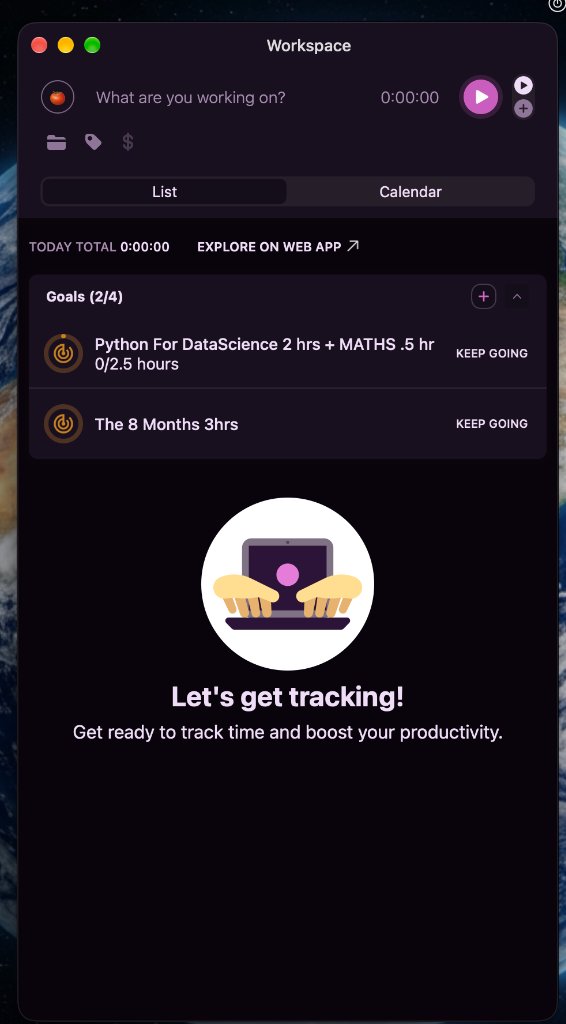 Workspace
What are you working on? 0:00:00
$
List Calendar
TODAY TOTAL 0:00:00 EXPLORE ON WEB APP
Goals (2/4)
Python For DataScience 2 hrs + MATHS .5 hr
0/2.5 hours
KEEP GOING
The 8 Months 3hrs
KEEP GOING
Let's get tracking!
Get ready to track time and boost your productivity.